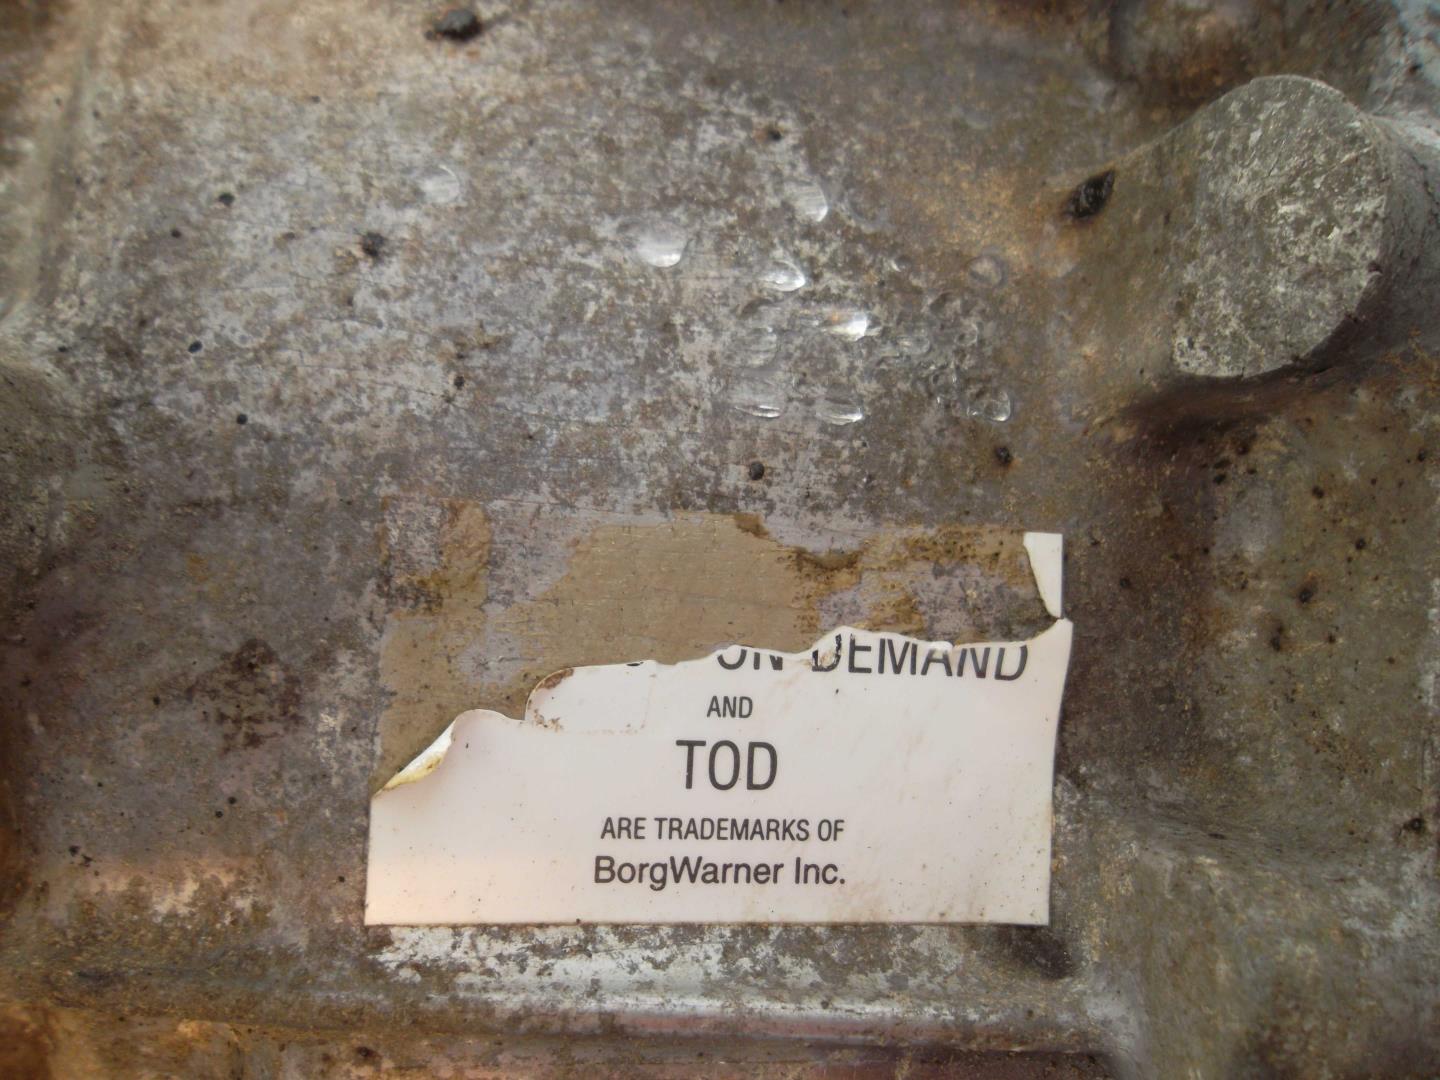 ON DEMAND
AND
TOD
ARE TRADEMARKS OF
BorgWarner Inc.